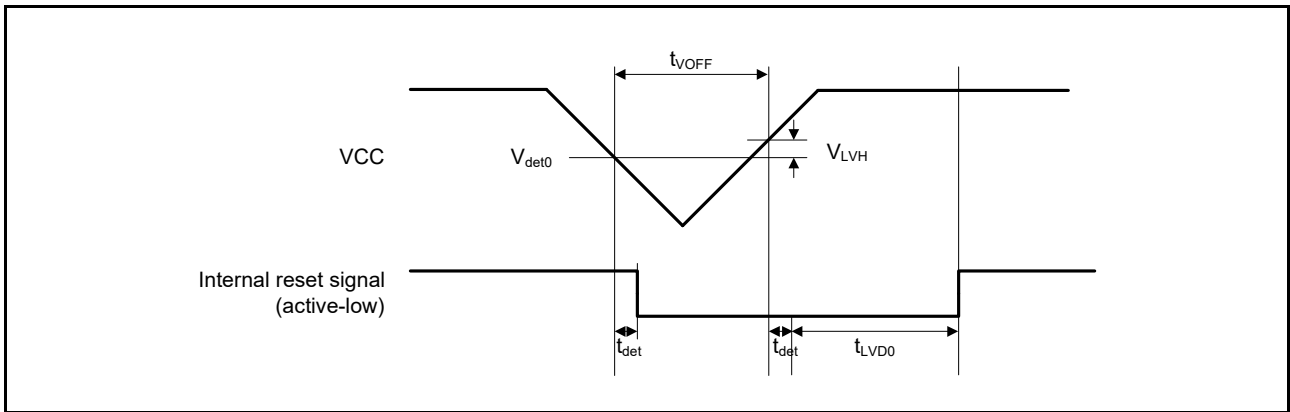 tVOFF
VCC
Vdet0
VLVH
Internal reset signal
(active-low)
tdet
tdet
tLVD0